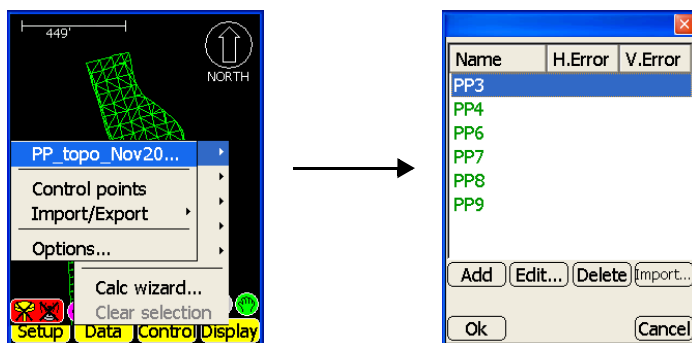 449'
NORTH
PP_topo_Nov20...
Control points
Import/Export
Options...
Calc wizard...
Clear selection
Setup Data Control Display
Name H.Error V.Error
PP3
PP4
PP6
PP7
PP8
PP9
Add Edit... Delete Import...
Ok Cancel